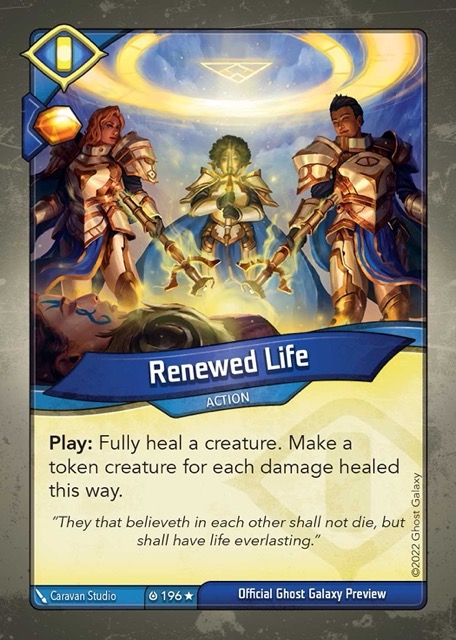 Renewed Life
ACTION
Play: Fully heal a creature. Make a
token creature for each damage healed
this way.
"They that believeth in each other shall not die, but
shall have life everlasting."
©2022 Ghost Galaxy
Caravan Studio
196★
Official Ghost Galaxy Preview